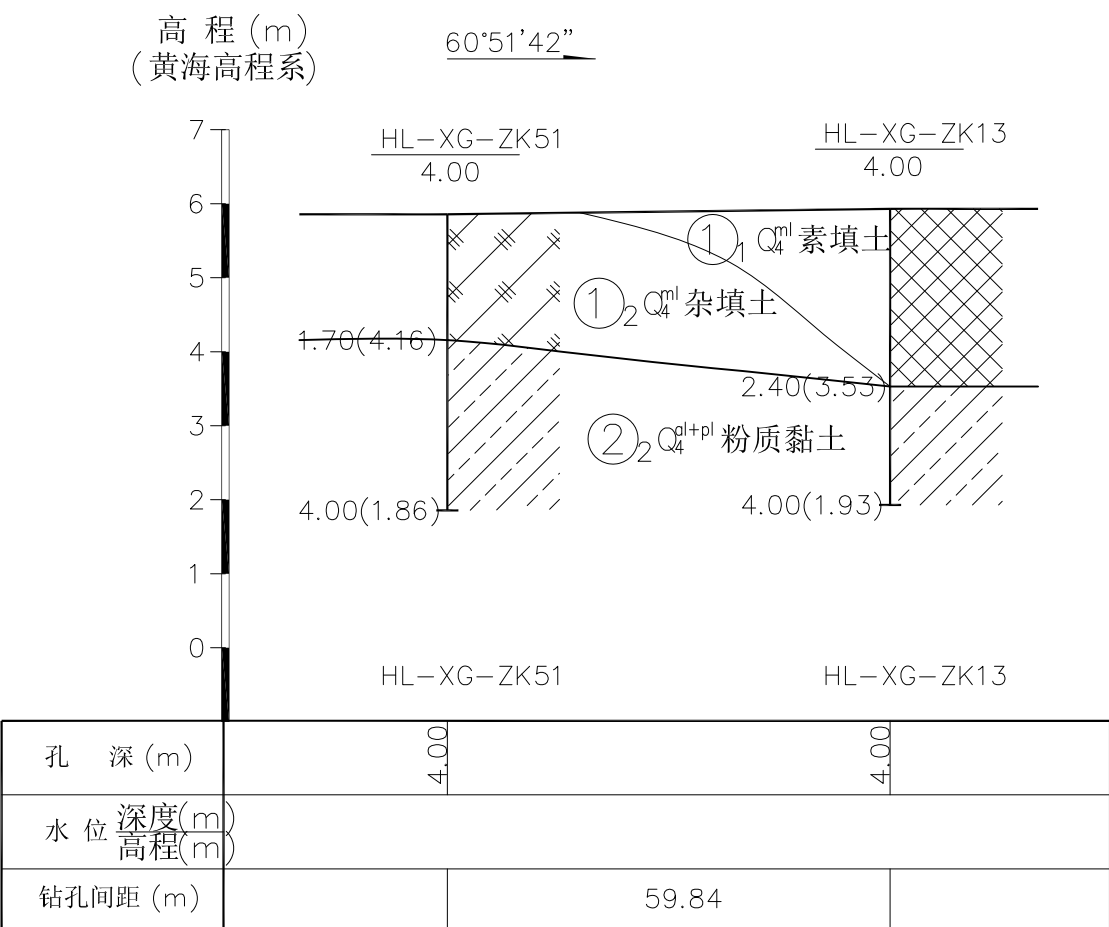 高 程 (m)
(黄海高程系)
60°51'42"
HL-XG-ZK51
4.00
HL-XG-ZK13
4.00
7
6
5
4
3
2
1
0
①1 Q4ml 素填土
①2 Q4ml 杂填土
1.70(4.16)
2.40(3.53)
②2 Q4al+pl 粉质黏土
4.00(1.86)
4.00(1.93)
HL-XG-ZK51
HL-XG-ZK13
孔 深 (m)
4.00
4.00
水 位
深度(m)
高程(m)
钻孔间距 (m)
59.84